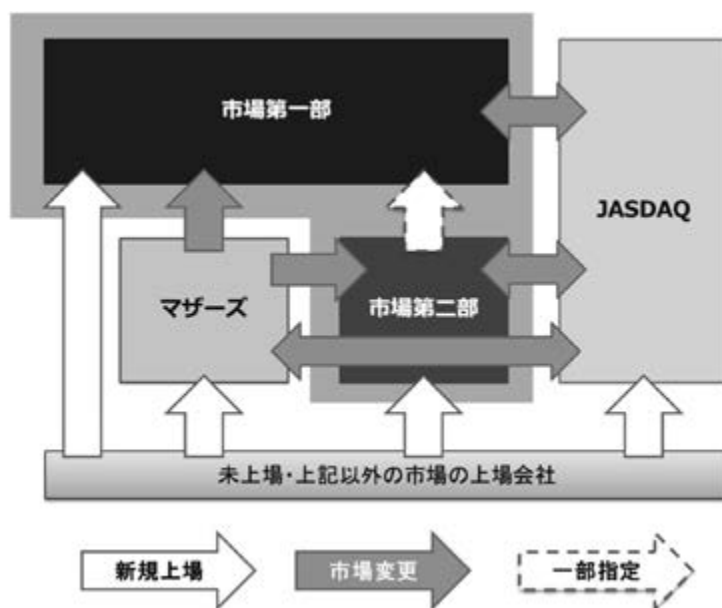 市場第一部
JASDAQ
マザーズ
市場第二部
未上場・上記以外の市場の上場会社
新規上場
市場変更
一部指定